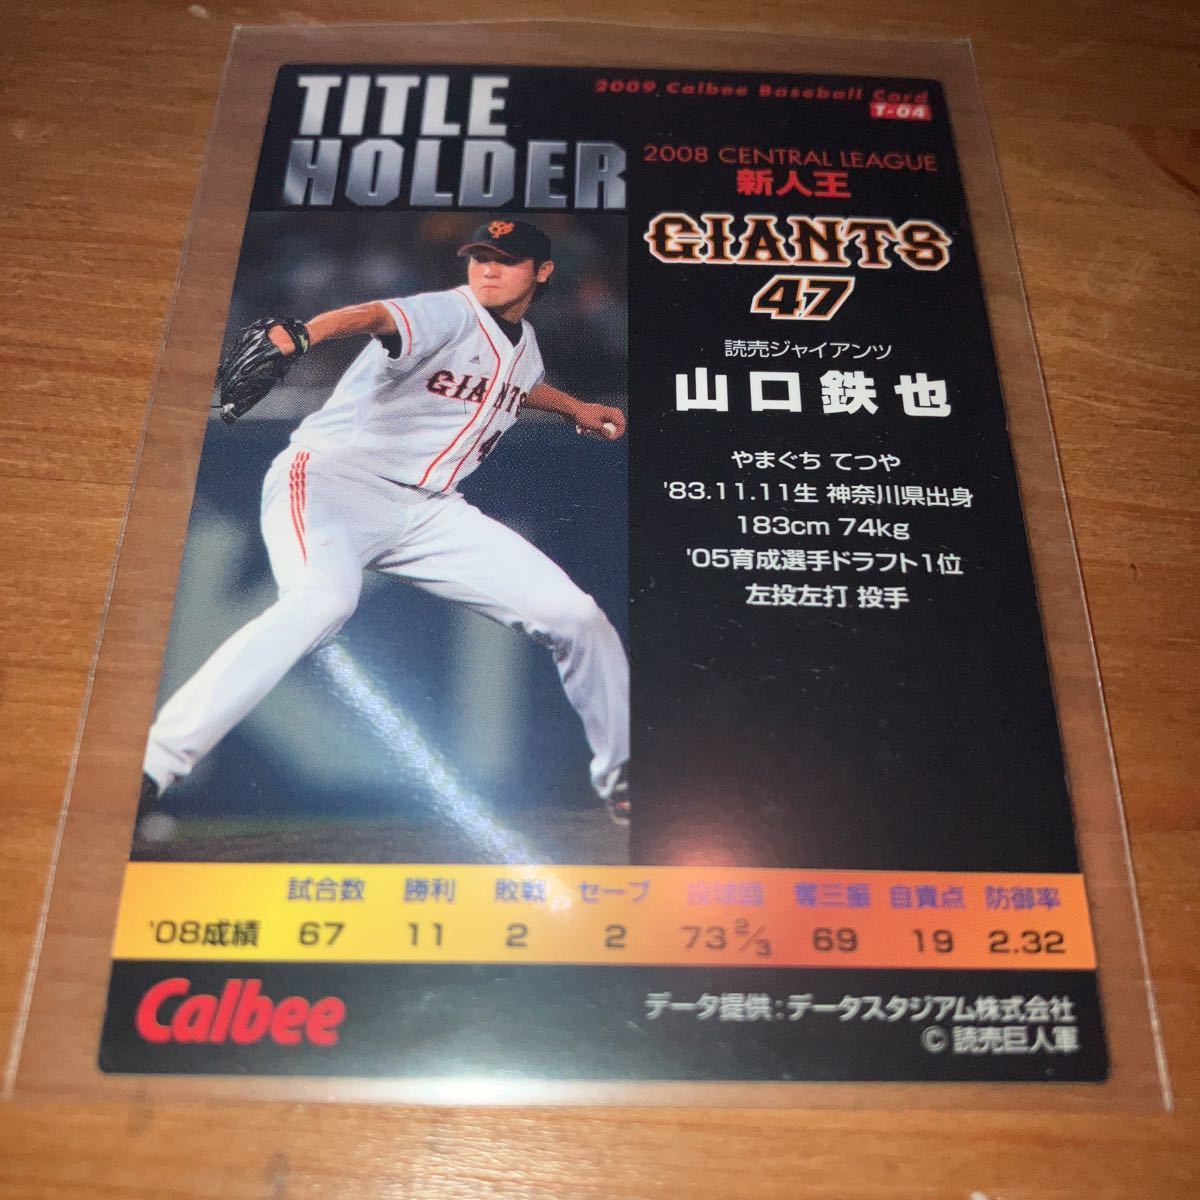 TITLE
HOLDER
2009 Calbee Baseball Card
T-04
2008 CENTRAL LEAGUE
新人王
GIANTS
47
読売ジャイアンツ
山口鉄也
やまぐち てつや
'83.11.11生 神奈川県出身
183cm 74kg
'05育成選手ドラフト1位
左投左打 投手
GIANTS
試合数 勝利 敗戦 セーブ 投球回 奪三振 自責点 防御率
'08成績 67 11 2 2 73 2/3 69 19 2.32
Calbee
データ提供:データスタジアム株式会社
© 読売巨人軍